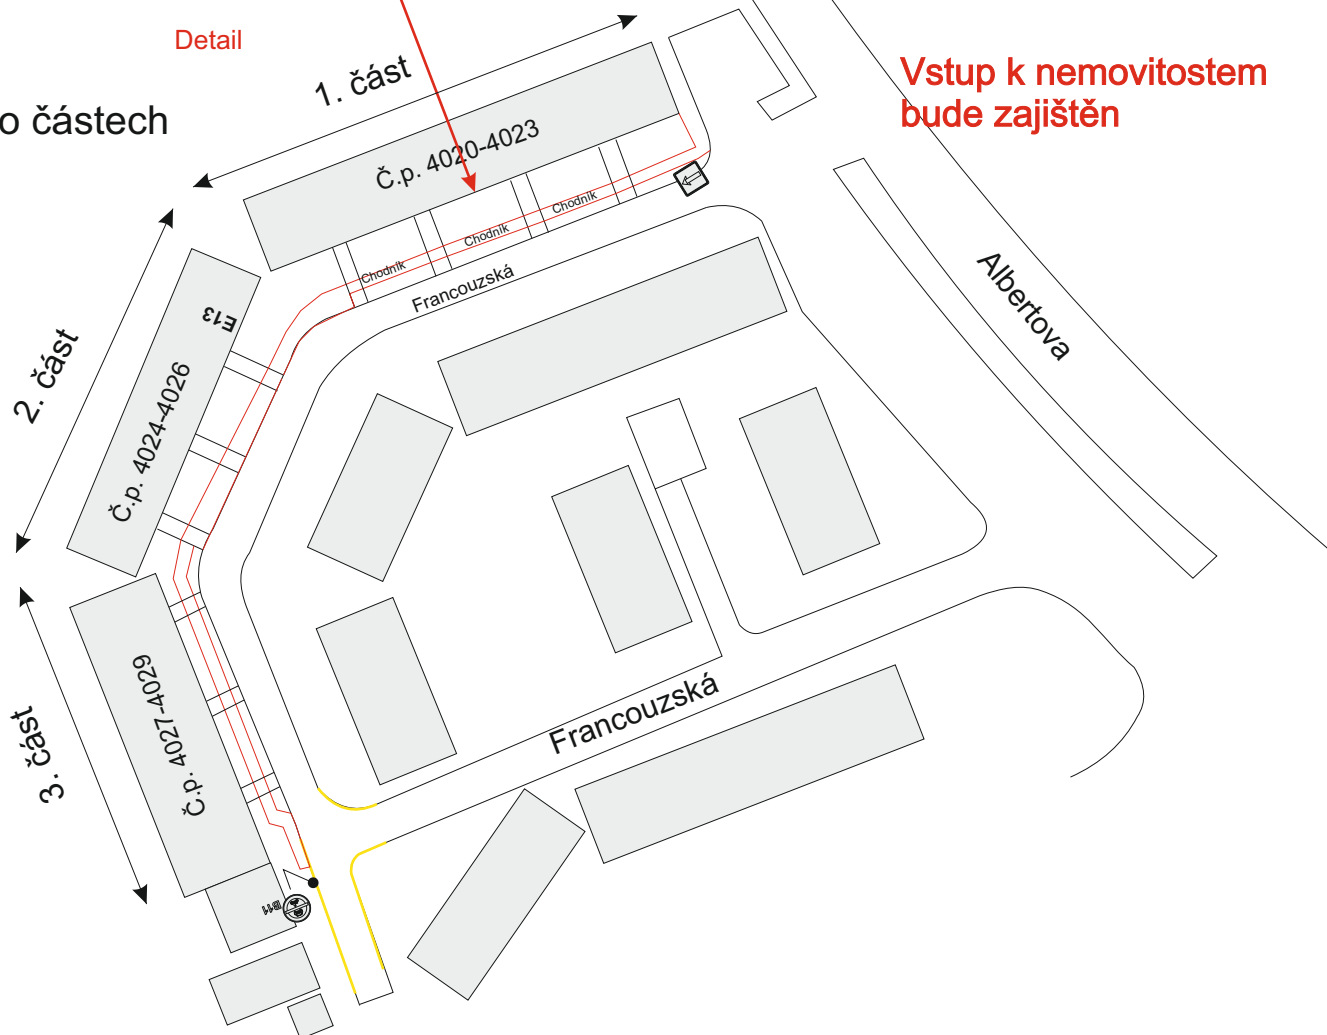 Detail
1. část
Vstup k nemovitostem
bude zajištěn
o částech
Č.p. 4020-4023
Chodník
Chodník
Chodník
Francouzská
Albertova
2. část
E13
Č.p. 4024-4026
3. část
Č.p. 4027-4029
Francouzská
B11